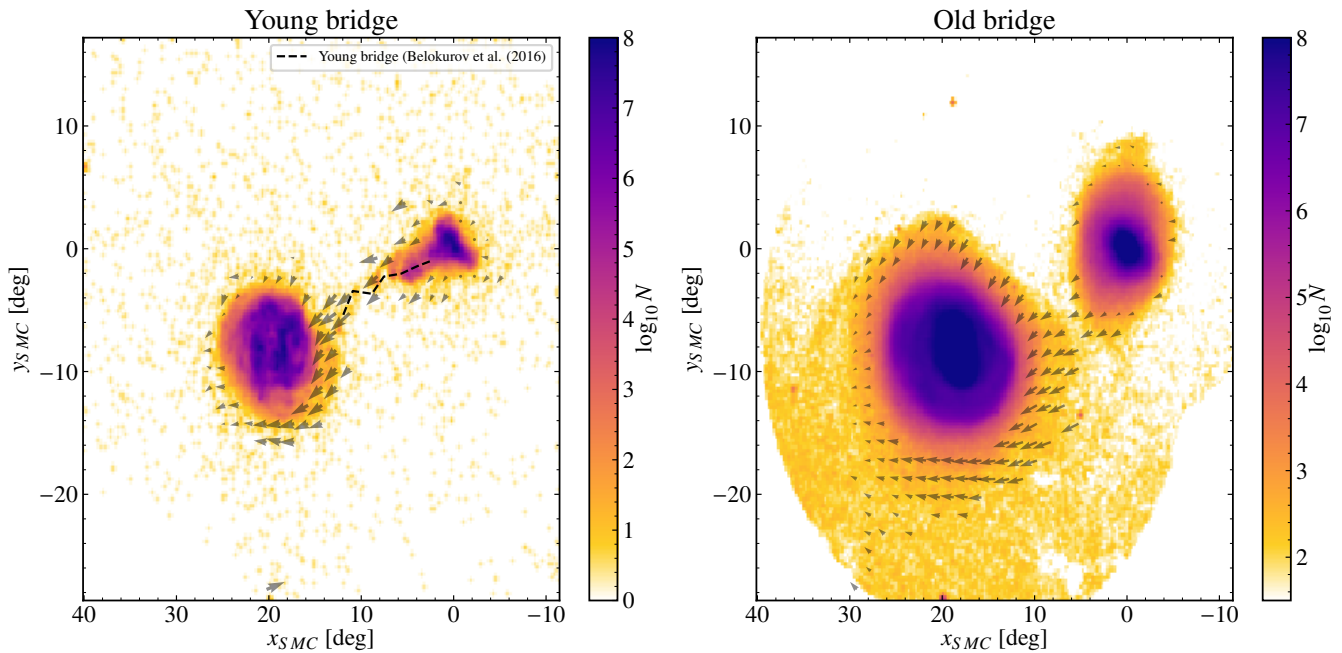 Young bridge
Old bridge
Young bridge (Belokurov et al. (2016)
10
0
−10
−20
y_SMC [deg]
40 30 20 10 0 −10
x_SMC [deg]
8
7
6
5
4
3
2
1
0
log₁₀ N
10
0
−10
−20
y_SMC [deg]
40 30 20 10 0 −10
x_SMC [deg]
8
7
6
5
4
3
2
log₁₀ N